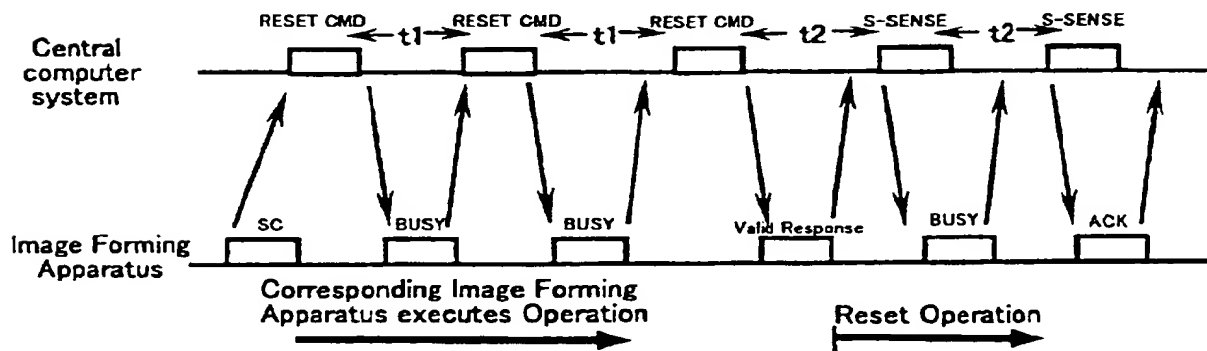 RESET CMD RESET CMD RESET CMD S-SENSE S-SENSE
t1 t1 t2 t2
Central
computer
system
SC BUSY BUSY Valid Response BUSY ACK
Image Forming
Apparatus
Corresponding Image Forming
Apparatus executes Operation
Reset Operation